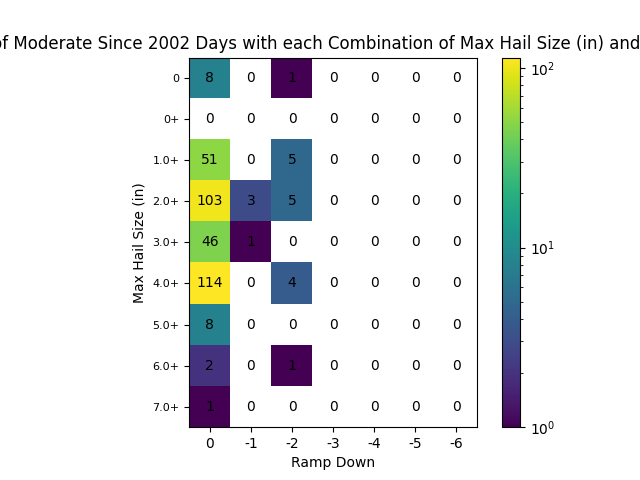 of Moderate Since 2002 Days with each Combination of Max Hail Size (in) and
0 8 0 1 0 0 0 0
0+ 0 0 0 0 0 0 0
1.0+ 51 0 5 0 0 0 0
2.0+ 103 3 5 0 0 0 0
3.0+ 46 1 0 0 0 0 0
4.0+ 114 0 4 0 0 0 0
5.0+ 8 0 0 0 0 0 0
6.0+ 2 0 1 0 0 0 0
7.0+ 1 0 0 0 0 0 0
0 -1 -2 -3 -4 -5 -6
Ramp Down
Max Hail Size (in)
10²
10¹
10⁰